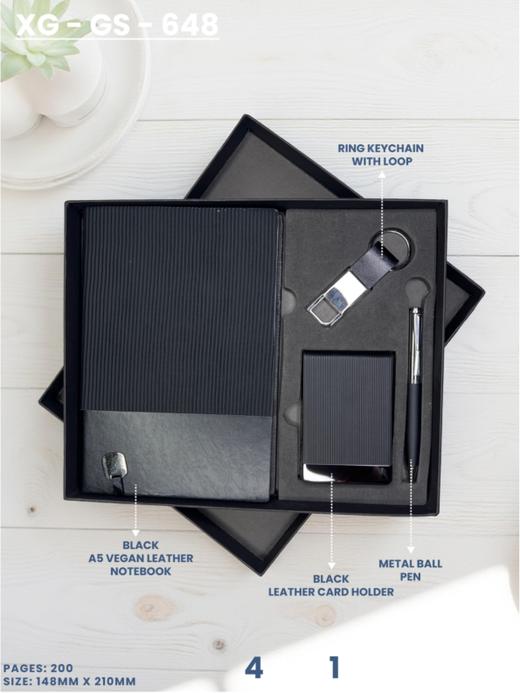 XG - GS - 648
RING KEYCHAIN
WITH LOOP
BLACK
A5 VEGAN LEATHER
NOTEBOOK
METAL BALL
PEN
BLACK
LEATHER CARD HOLDER
4 1
PAGES: 200
SIZE: 148MM X 210MM